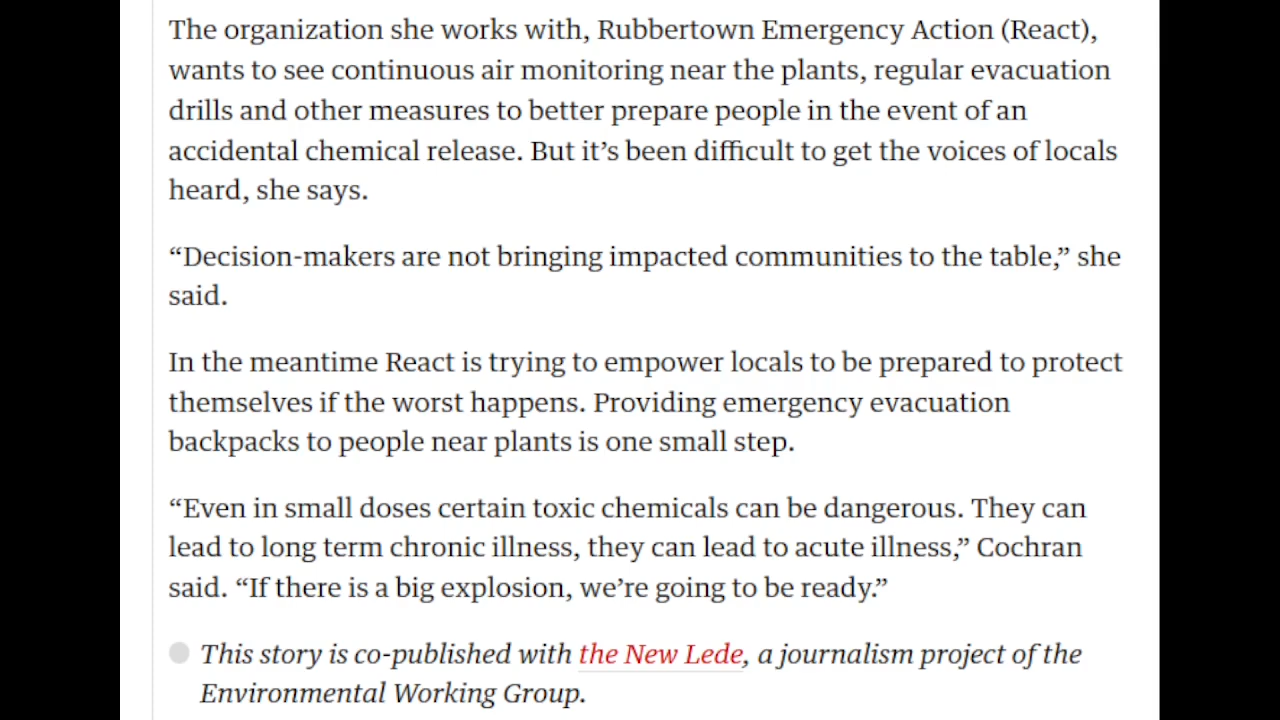 The organization she works with, Rubbertown Emergency Action (React),
wants to see continuous air monitoring near the plants, regular evacuation
drills and other measures to better prepare people in the event of an
accidental chemical release. But it’s been difficult to get the voices of locals
heard, she says.
“Decision-makers are not bringing impacted communities to the table,” she
said.
In the meantime React is trying to empower locals to be prepared to protect
themselves if the worst happens. Providing emergency evacuation
backpacks to people near plants is one small step.
“Even in small doses certain toxic chemicals can be dangerous. They can
lead to long term chronic illness, they can lead to acute illness,” Cochran
said. “If there is a big explosion, we’re going to be ready.”
This story is co-published with the New Lede, a journalism project of the
Environmental Working Group.